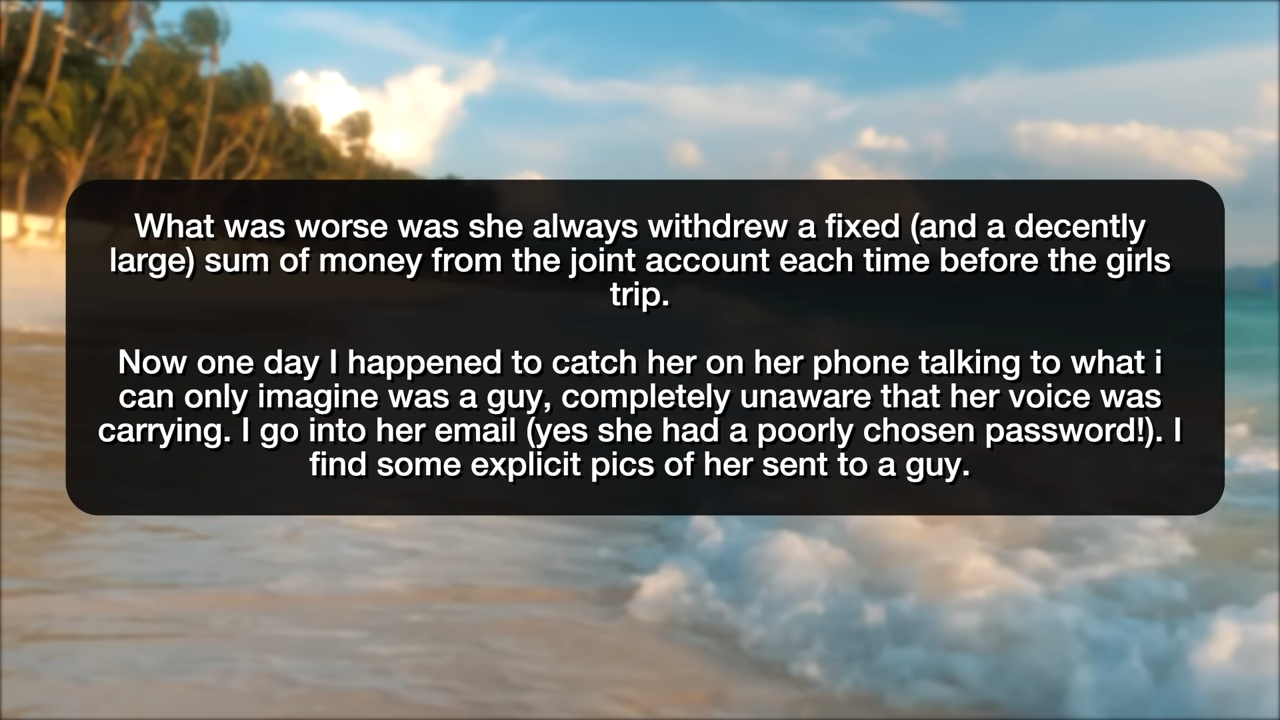 What was worse was she always withdrew a fixed (and a decently
large) sum of money from the joint account each time before the girls
trip.
Now one day I happened to catch her on her phone talking to what i
can only imagine was a guy, completely unaware that her voice was
carrying. I go into her email (yes she had a poorly chosen password!). I
find some explicit pics of her sent to a guy.